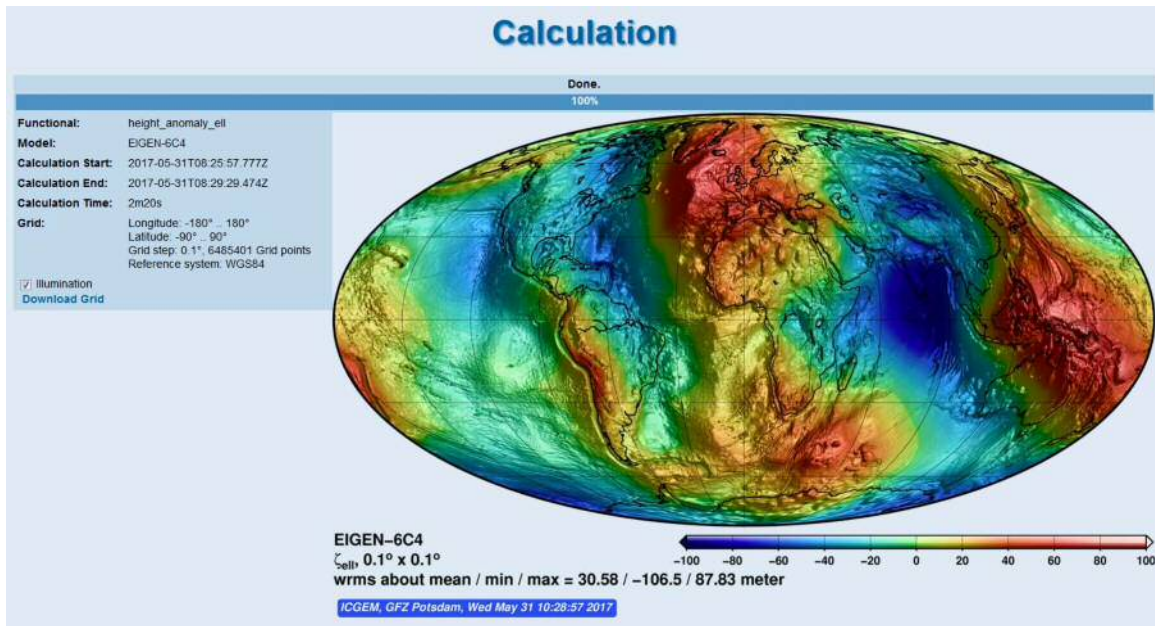 Calculation
Done.
100%
Functional: height_anomaly_ell
Model: EIGEN-6C4
Calculation Start: 2017-05-31T08:25:57.777Z
Calculation End: 2017-05-31T08:29:29.474Z
Calculation Time: 2m20s
Grid: Longitude: -180° .. 180°
Latitude: -90° .. 90°
Grid step: 0.1°, 6485401 Grid points
Reference system: WGS84
Illumination
Download Grid
EIGEN−6C4
ζell, 0.1º x 0.1º
−100 −80 −60 −40 −20 0 20 40 60 80 100
wrms about mean / min / max = 30.58 / −106.5 / 87.83 meter
ICGEM, GFZ Potsdam, Wed May 31 10:28:57 2017